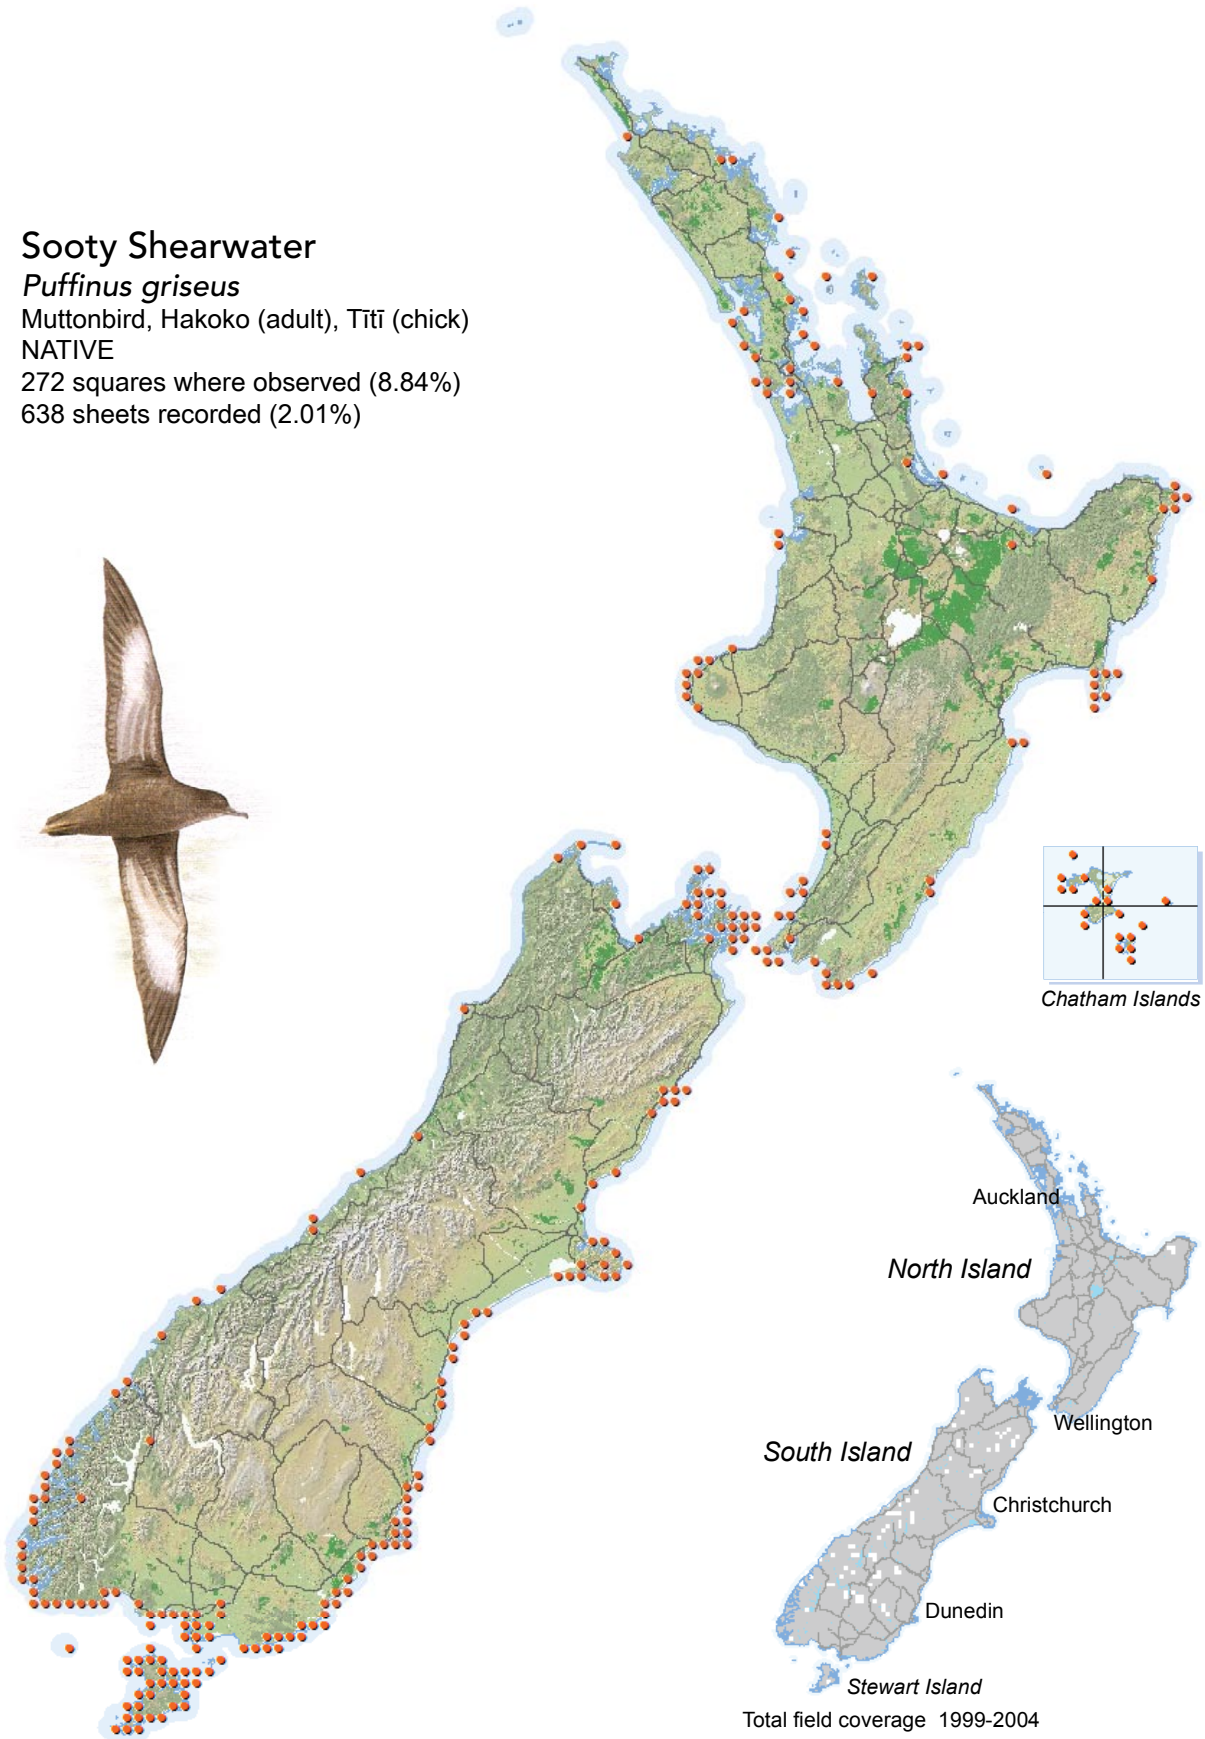 Sooty Shearwater
Puffinus griseus
Muttonbird, Hakoko (adult), Tītī (chick)
NATIVE
272 squares where observed (8.84%)
638 sheets recorded (2.01%)
Chatham Islands
Auckland
North Island
Wellington
South Island
Christchurch
Dunedin
Stewart Island
Total field coverage 1999-2004